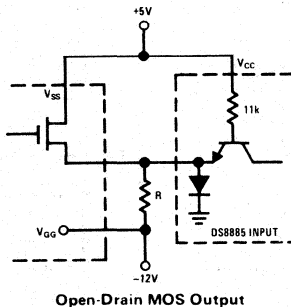 +5V
VSS
VCC
11k
R
VGG
DS8885 INPUT
−12V
Open-Drain MOS Output